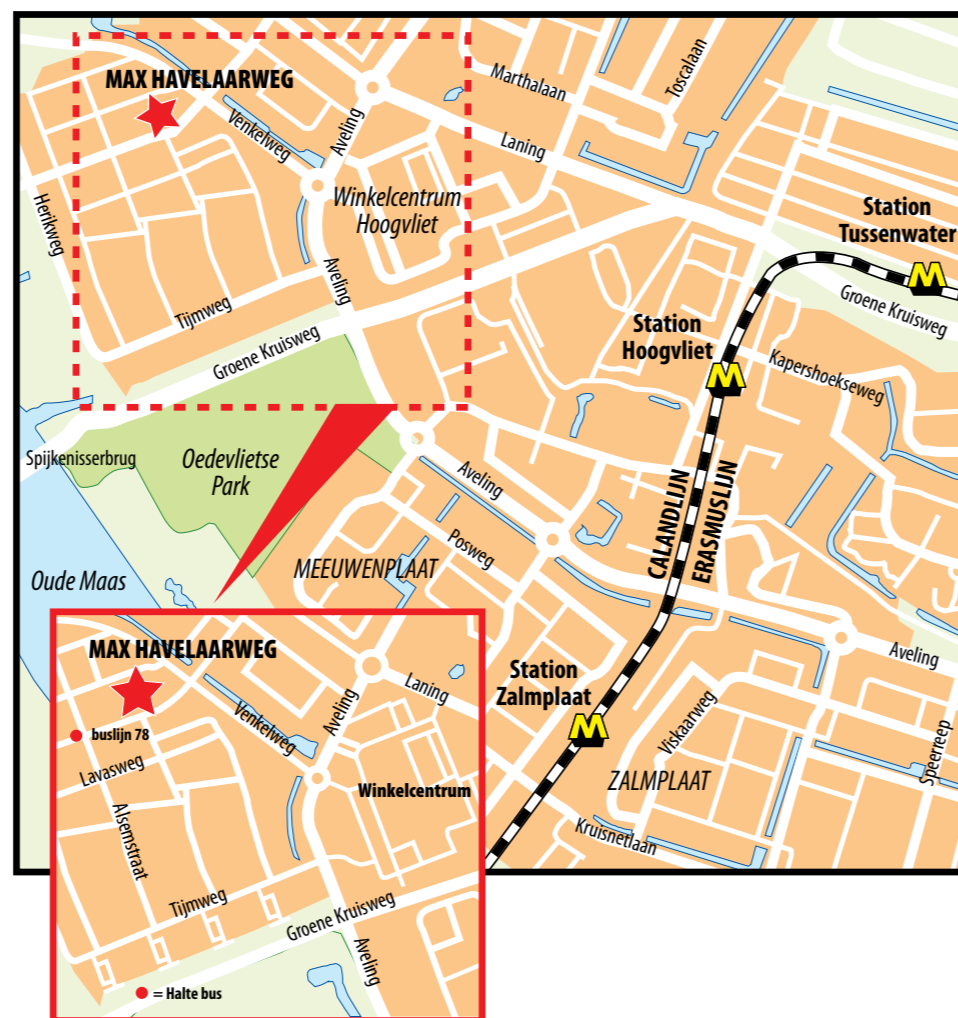 MAX HAVELAARWEG
Venkelweg
Aveling
Marthalaan
Toscalaan
Laning
Herikweg
Winkelcentrum
Hoogvliet
Station
Tussenwater
M
Aveling
Tijmweg
Groene Kruisweg
Groene Kruisweg
Station
Hoogvliet
M
Kapershoekseweg
Spijkenisserbrug
Oedevlietse
Park
Aveling
CALANDLIJN
ERASMUSLIJN
Posweg
MEEUWENPLAAT
Oude Maas
Aveling
Station
Zalmplaat
M
Viskaarweg
ZALMPLAAT
Speerreep
Kruisnetlaan
MAX HAVELAARWEG
Laning
Aveling
Venkelweg
buslijn 78
Lavasweg
Winkelcentrum
Alsemstraat
Tijmweg
Groene Kruisweg
Aveling
= Halte bus